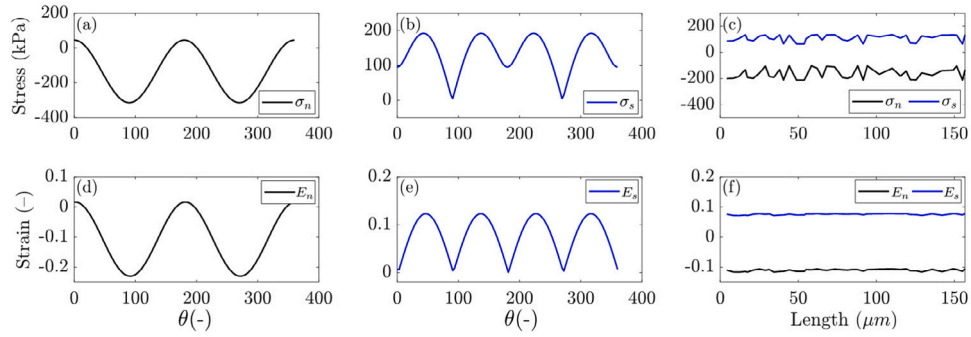 (a)
Stress (kPa)
200
0
-200
-400
0 100 200 300 400
σn
(b)
200
100
0
0 100 200 300 400
σs
(c)
400
200
0
-200
-400
0 50 100 150
σn σs
(d)
Strain (–)
0.1
0
-0.1
-0.2
0 100 200 300 400
θ(-)
En
(e)
0.2
0.1
0
0 100 200 300 400
θ(-)
Es
(f)
0.2
0.1
0
-0.1
0 50 100 150
Length (μm)
En Es